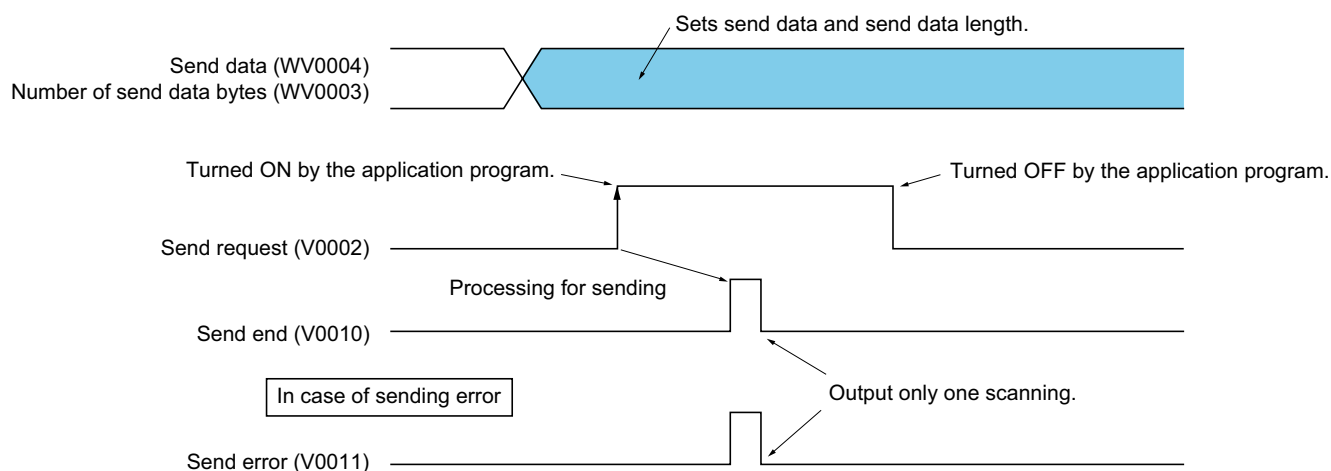 Sets send data and send data length.
Send data (WV0004)
Number of send data bytes (WV0003)
Turned ON by the application program.
Turned OFF by the application program.
Send request (V0002)
Processing for sending
Send end (V0010)
In case of sending error
Output only one scanning.
Send error (V0011)